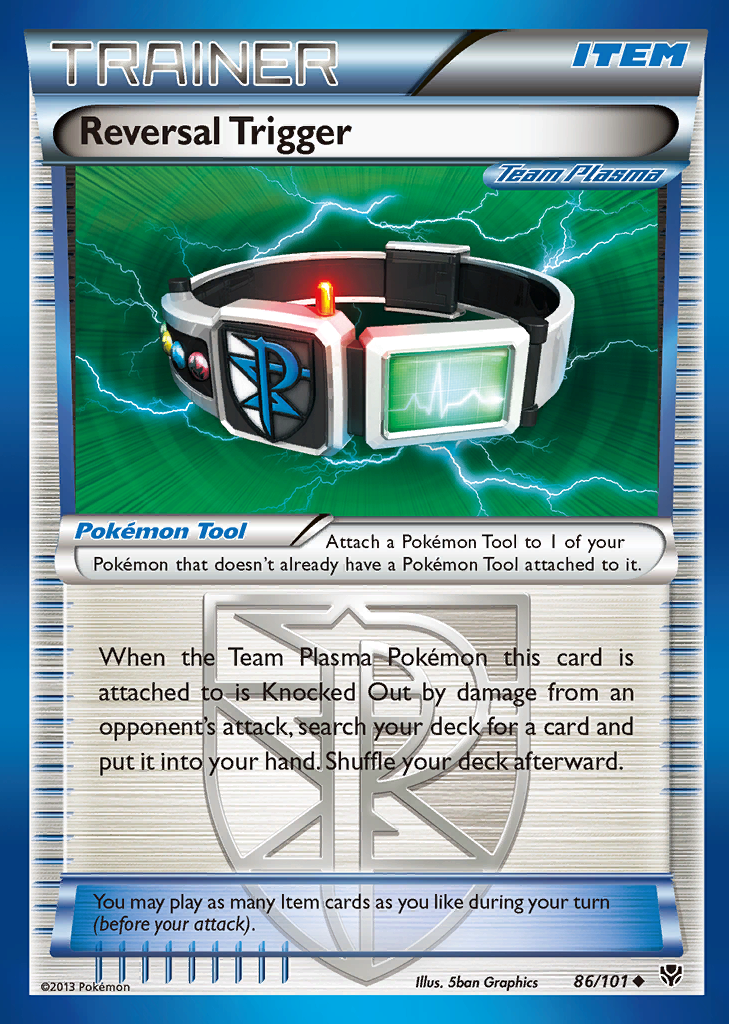 TRAINER
ITEM
Reversal Trigger
Team Plasma
Pokémon Tool
Attach a Pokémon Tool to 1 of your
Pokémon that doesn't already have a Pokémon Tool attached to it.
When the Team Plasma Pokémon this card is
attached to is Knocked Out by damage from an
opponent's attack, search your deck for a card and
put it into your hand. Shuffle your deck afterward.
You may play as many Item cards as you like during your turn
(before your attack).
©2013 Pokémon
Illus. 5ban Graphics
86/101